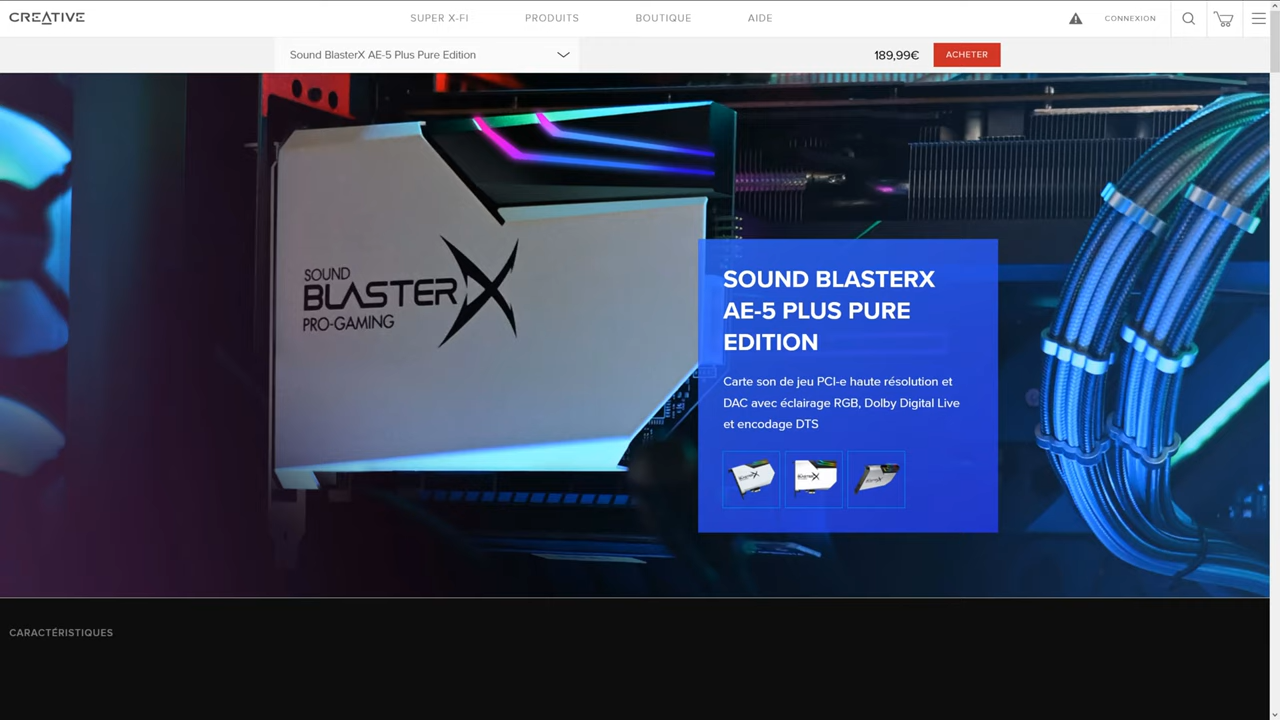 CREATIVE
SUPER X-FI
PRODUITS
BOUTIQUE
AIDE
CONNEXION
Sound BlasterX AE-5 Plus Pure Edition
189,99€
ACHETER
SOUND
BLASTERX
PRO-GAMING
SOUND BLASTERX
AE-5 PLUS PURE
EDITION
Carte son de jeu PCI-e haute résolution et
DAC avec éclairage RGB, Dolby Digital Live
et encodage DTS
CARACTÉRISTIQUES